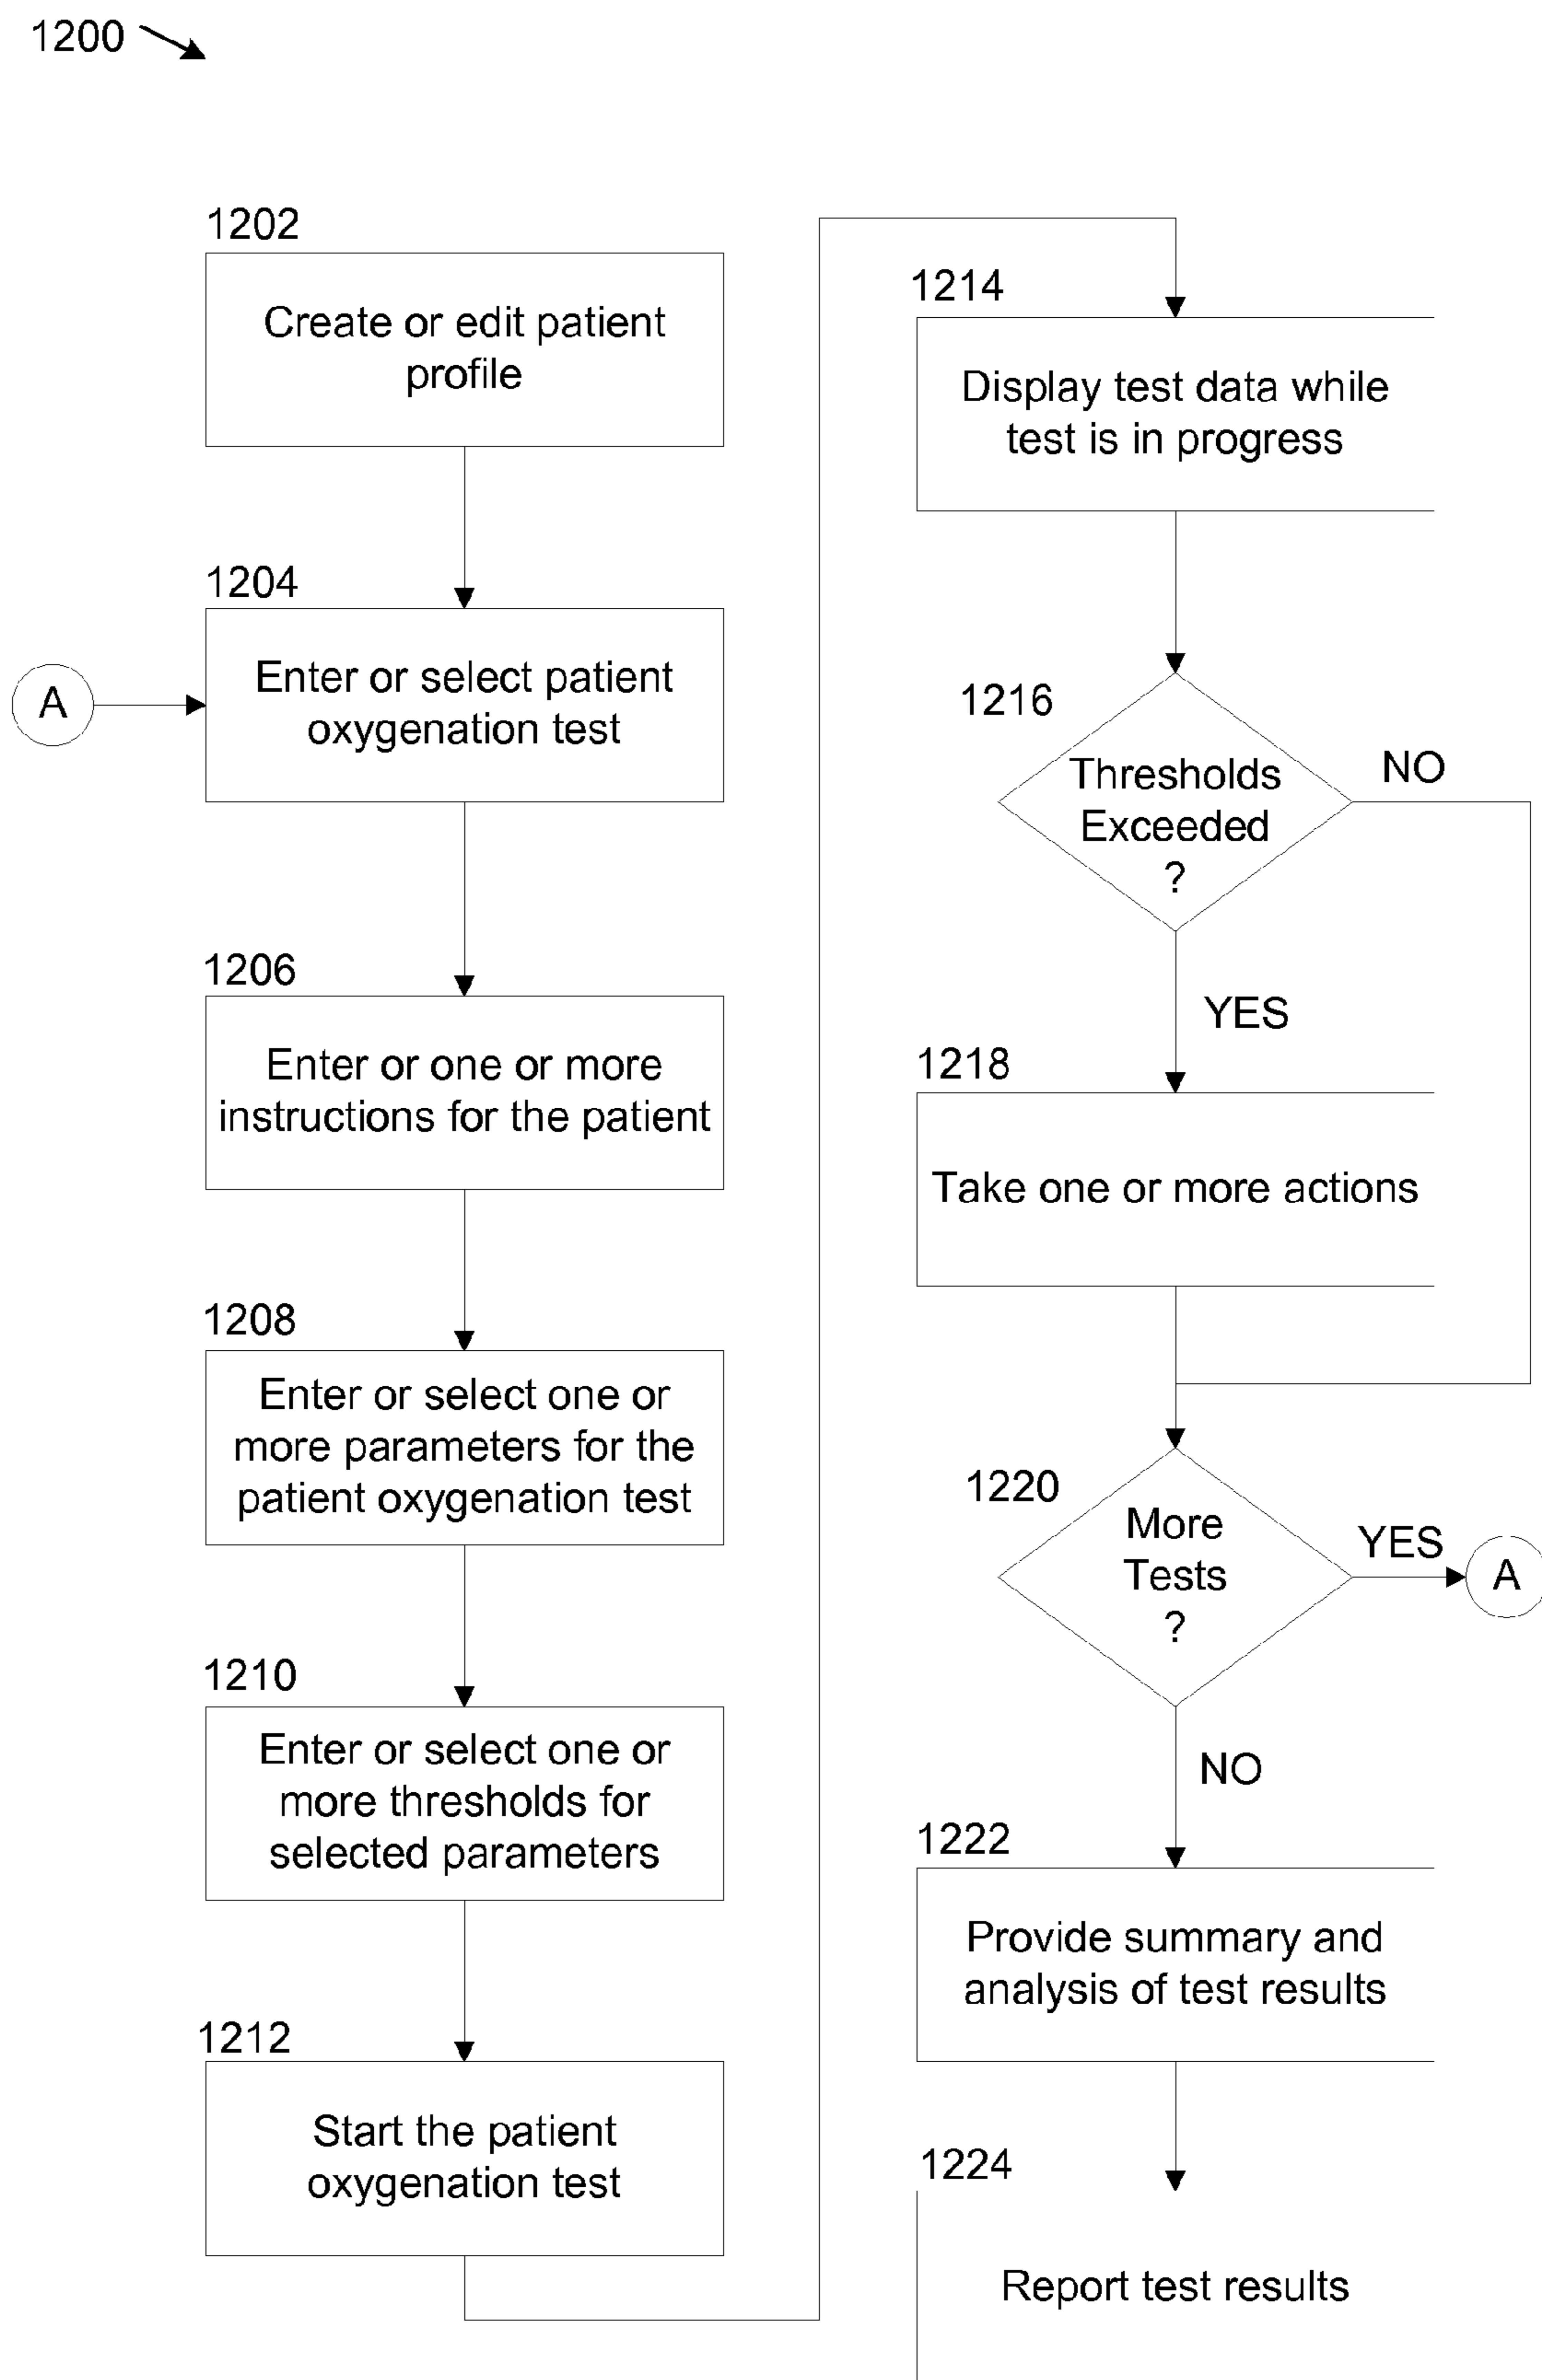 1200
1202
Create or edit patient
profile
1204
A
Enter or select patient
oxygenation test
1206
Enter or one or more
instructions for the patient
1208
Enter or select one or
more parameters for the
patient oxygenation test
1210
Enter or select one or
more thresholds for
selected parameters
1212
Start the patient
oxygenation test
1214
Display test data while
test is in progress
1216
Thresholds
Exceeded
?
NO
YES
1218
Take one or more actions
1220
More
Tests
?
YES
A
NO
1222
Provide summary and
analysis of test results
1224
Report test results